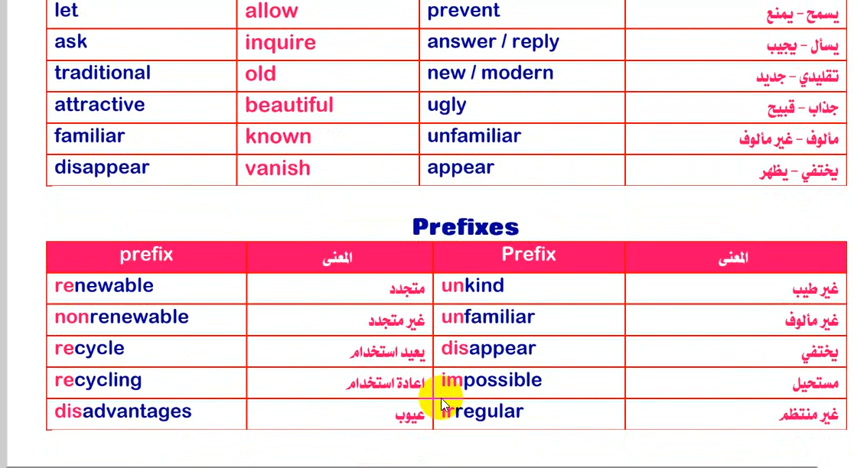 let allow prevent يسمح – يمنع
ask inquire answer / reply يسأل – يجيب
traditional old new / modern تقليدي – جديد
attractive beautiful ugly جذاب – قبيح
familiar known unfamiliar مألوف – غير مألوف
disappear vanish appear يختفي – يظهر
Prefixes
prefix المعنى Prefix المعنى
renewable متجدد unkind غير طيب
nonrenewable غير متجدد unfamiliar غير مألوف
recycle يعيد استخدام disappear يختفي
recycling اعادة استخدام impossible مستحيل
disadvantages عيوب irregular غير منتظم